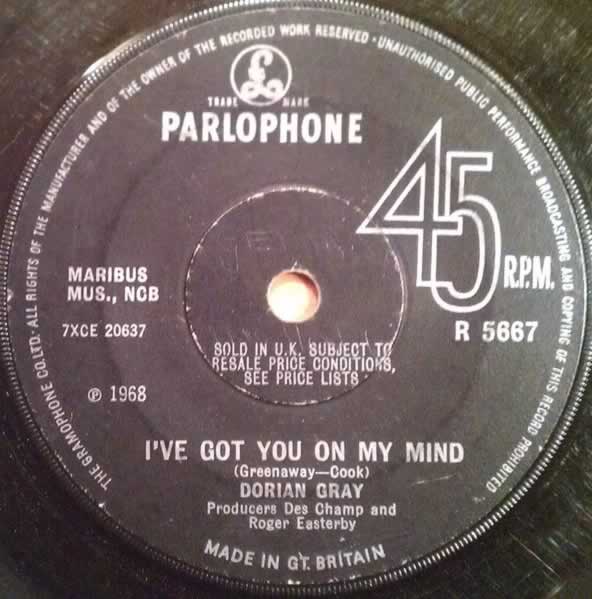 THE GRAMOPHONE CO.LTD. ALL RIGHTS OF THE MANUFACTURER AND OF THE OWNER OF THE RECORDED WORK RESERVED · UNAUTHORISED PUBLIC PERFORMANCE BROADCASTING AND COPYING OF THIS RECORD PROHIBITED
£
TRADE MARK
PARLOPHONE
45 R.P.M.
MARIBUS
MUS., NCB
7XCE 20637
R 5667
SOLD IN U.K. SUBJECT TO
RESALE PRICE CONDITIONS,
SEE PRICE LISTS
℗ 1968
I'VE GOT YOU ON MY MIND
(Greenaway—Cook)
DORIAN GRAY
Producers Des Champ and
Roger Easterby
MADE IN GT. BRITAIN